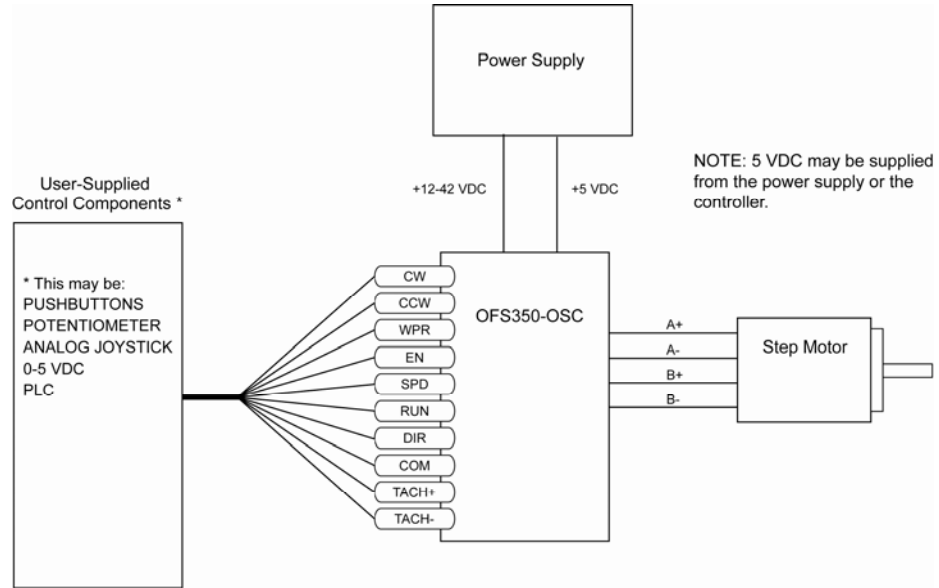 Power Supply
+12-42 VDC
+5 VDC
NOTE: 5 VDC may be supplied
from the power supply or the
controller.
User-Supplied
Control Components *
* This may be:
PUSHBUTTONS
POTENTIOMETER
ANALOG JOYSTICK
0-5 VDC
PLC
CW
CCW
WPR
EN
SPD
RUN
DIR
COM
TACH+
TACH-
OFS350-OSC
A+
A-
B+
B-
Step Motor